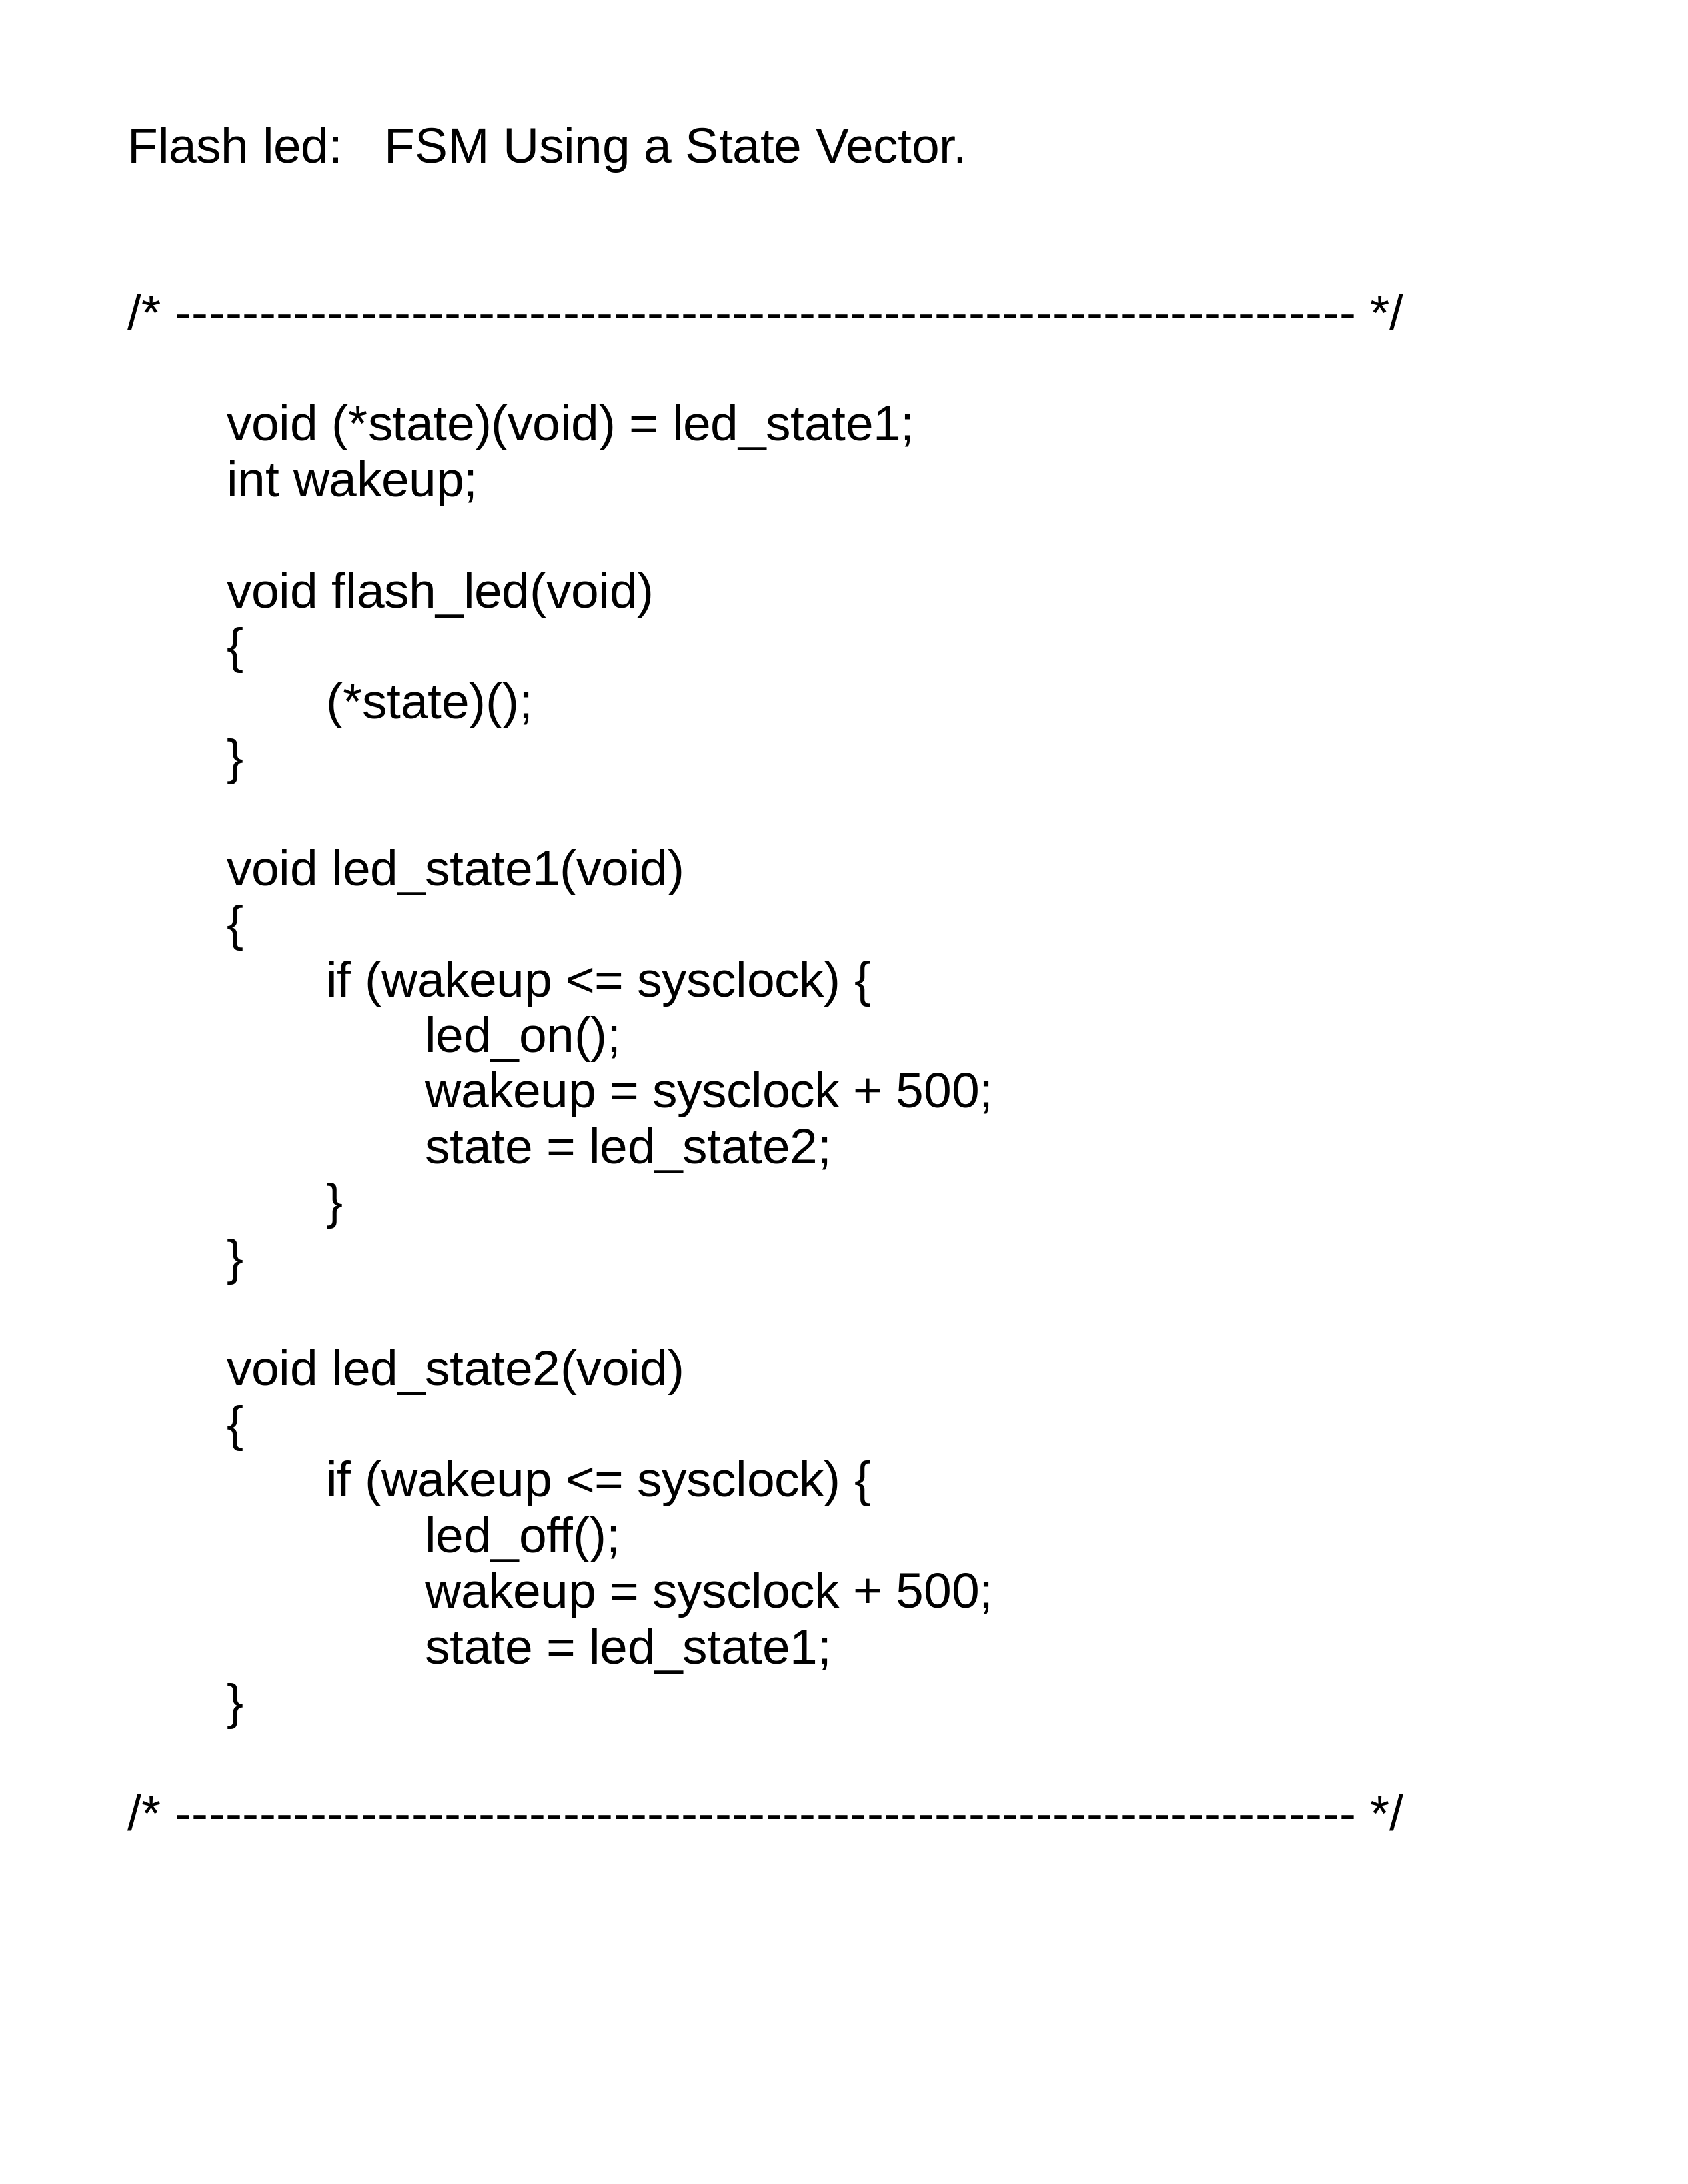 Flash led:   FSM Using a State Vector.
/* ---------------------------------------------------------------------- */
void (*state)(void) = led_state1;
int wakeup;
void flash_led(void)
{
(*state)();
}
void led_state1(void)
{
if (wakeup <= sysclock) {
led_on();
wakeup = sysclock + 500;
state = led_state2;
}
}
void led_state2(void)
{
if (wakeup <= sysclock) {
led_off();
wakeup = sysclock + 500;
state = led_state1;
}
/* ---------------------------------------------------------------------- */